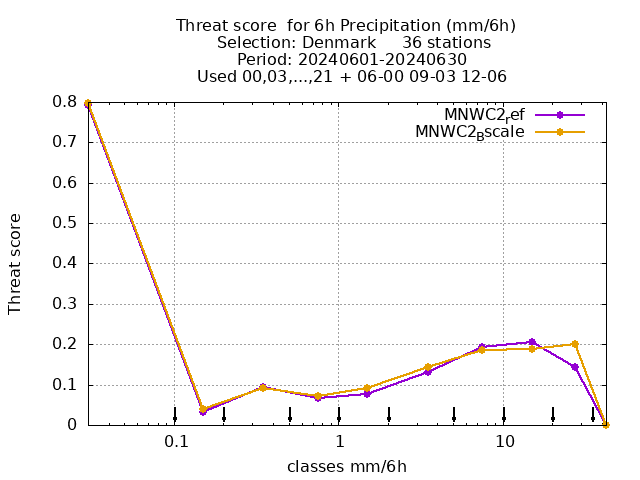 Threat score  for 6h Precipitation (mm/6h)
Selection: Denmark     36 stations
Period: 20240601-20240630
Used 00,03,...,21 + 06-00 09-03 12-06
MNWC2_ref
MNWC2_Bscale
0.8
0.7
0.6
0.5
0.4
0.3
0.2
0.1
0
Threat score
0.1 1 10
classes mm/6h